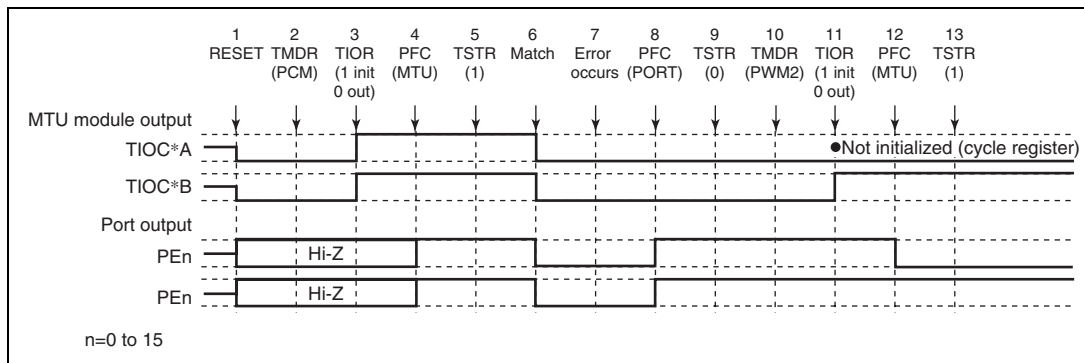 1 2 3 4 5 6 7 8 9 10 11 12 13
RESET TMDR TIOR PFC TSTR Match Error PFC TSTR TMDR TIOR PFC TSTR
(PCM) (1 init (MTU) (1) occurs (PORT) (0) (PWM2) (1 init (MTU) (1)
0 out) 0 out)
MTU module output
TIOC*A
●Not initialized (cycle register)
TIOC*B
Port output
PEn Hi-Z
PEn Hi-Z
n=0 to 15